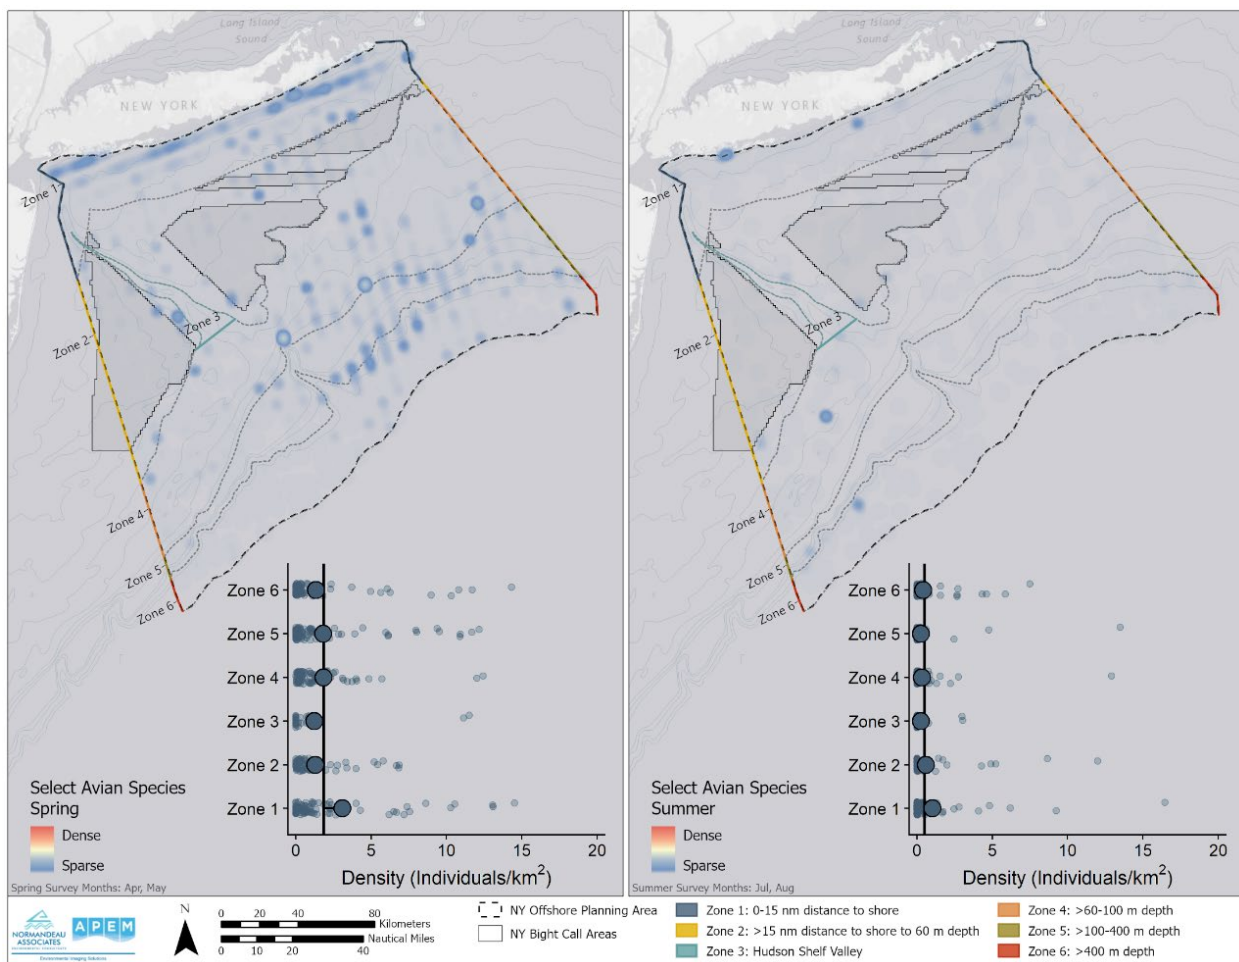 Long Island
Sound
NEW YORK
Zone 1
Zone 2
Zone 3
Zone 4
Zone 5
Zone 6
Zone 6
Zone 5
Zone 4
Zone 3
Zone 2
Zone 1
0 5 10 15 20
Density (Individuals/km²)
Select Avian Species
Spring
Dense
Sparse
Spring Survey Months: Apr, May
Long Island
Sound
NEW YORK
Zone 1
Zone 2
Zone 3
Zone 4
Zone 5
Zone 6
Zone 6
Zone 5
Zone 4
Zone 3
Zone 2
Zone 1
0 5 10 15 20
Density (Individuals/km²)
Select Avian Species
Summer
Dense
Sparse
Summer Survey Months: Jul, Aug
NORMANDEAU
ASSOCIATES
APEM
Environmental Imaging Solutions
N
0 20 40 60 80
Kilometers
Nautical Miles
0 10 20 40
NY Offshore Planning Area
NY Bight Call Areas
Zone 1: 0-15 nm distance to shore
Zone 2: >15 nm distance to shore to 60 m depth
Zone 3: Hudson Shelf Valley
Zone 4: >60-100 m depth
Zone 5: >100-400 m depth
Zone 6: >400 m depth